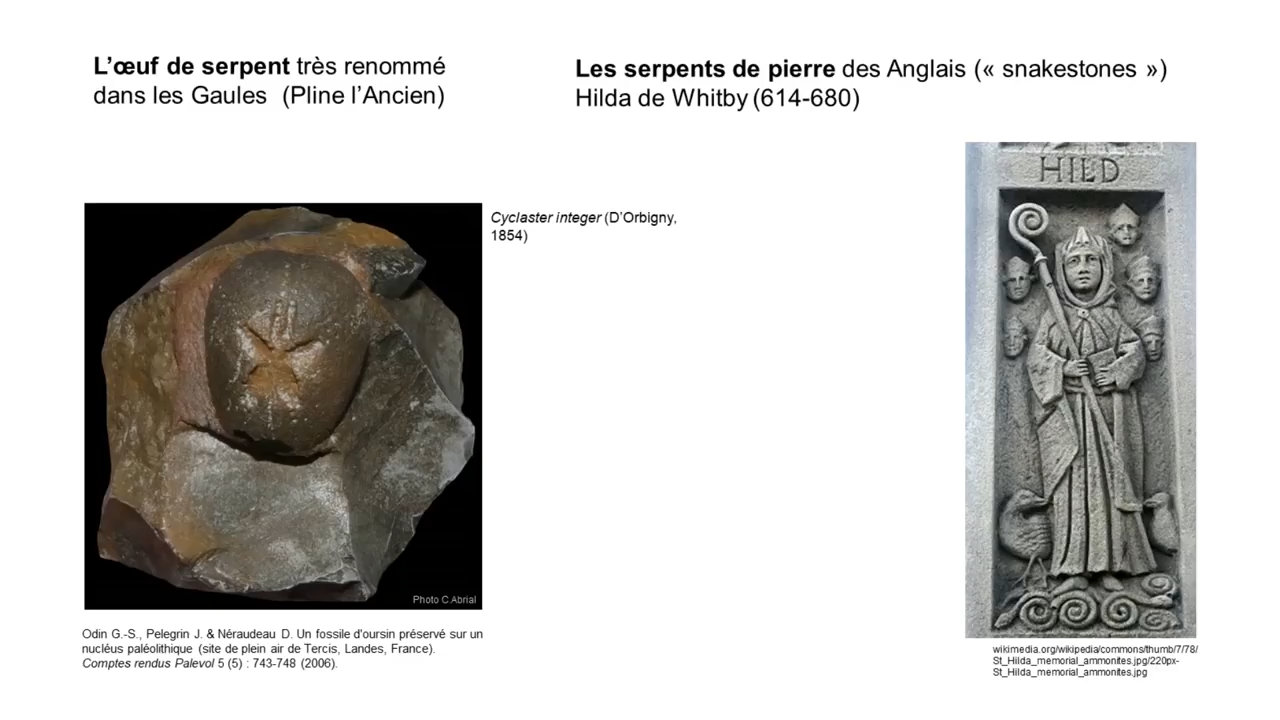 L'œuf de serpent très renommé
dans les Gaules (Pline l'Ancien)
Les serpents de pierre des Anglais (« snakestones »)
Hilda de Whitby (614-680)
Cyclaster integer (D'Orbigny,
1854)
HILD
Photo C.Abrial
Odin G.-S., Pelegrin J. & Néraudeau D. Un fossile d'oursin préservé sur un
nucléus paléolithique (site de plein air de Tercis, Landes, France).
Comptes rendus Palevol 5 (5) : 743-748 (2006).
wikimedia.org/wikipedia/commons/thumb/7/78/
St_Hilda_memorial_ammonites.jpg/220px-
St_Hilda_memorial_ammonites.jpg